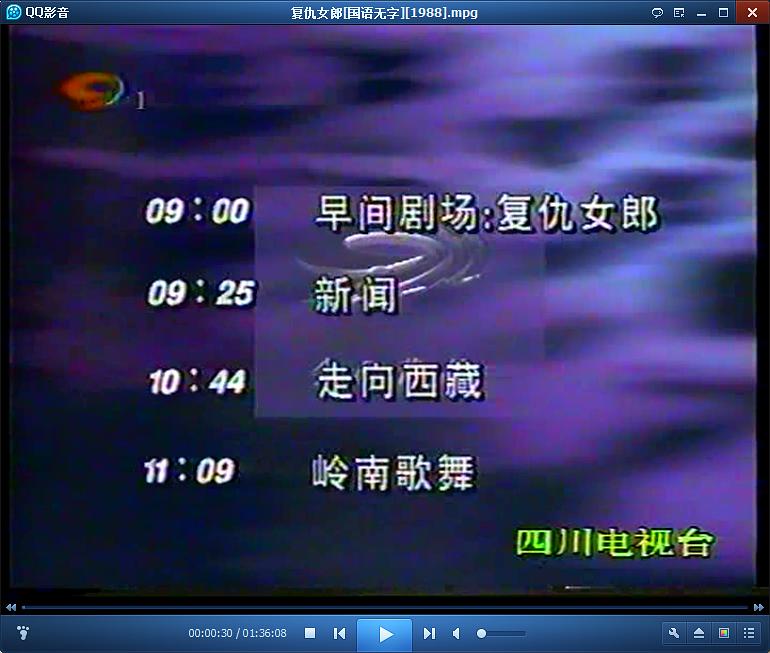 QQ影音
复仇女郎[国语无字][1988].mpg
1
09：00 早间剧场:复仇女郎
09：25 新闻
10：44 走向西藏
11：09 岭南歌舞
四川电视台
00:00:30 / 01:36:08